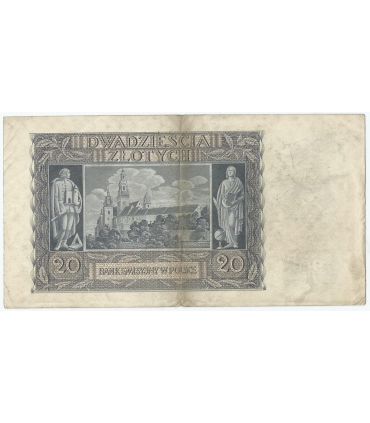 DWADZIEŚCIA
ZŁOTYCH
20 20
BANK EMISYJNY W POLSCE